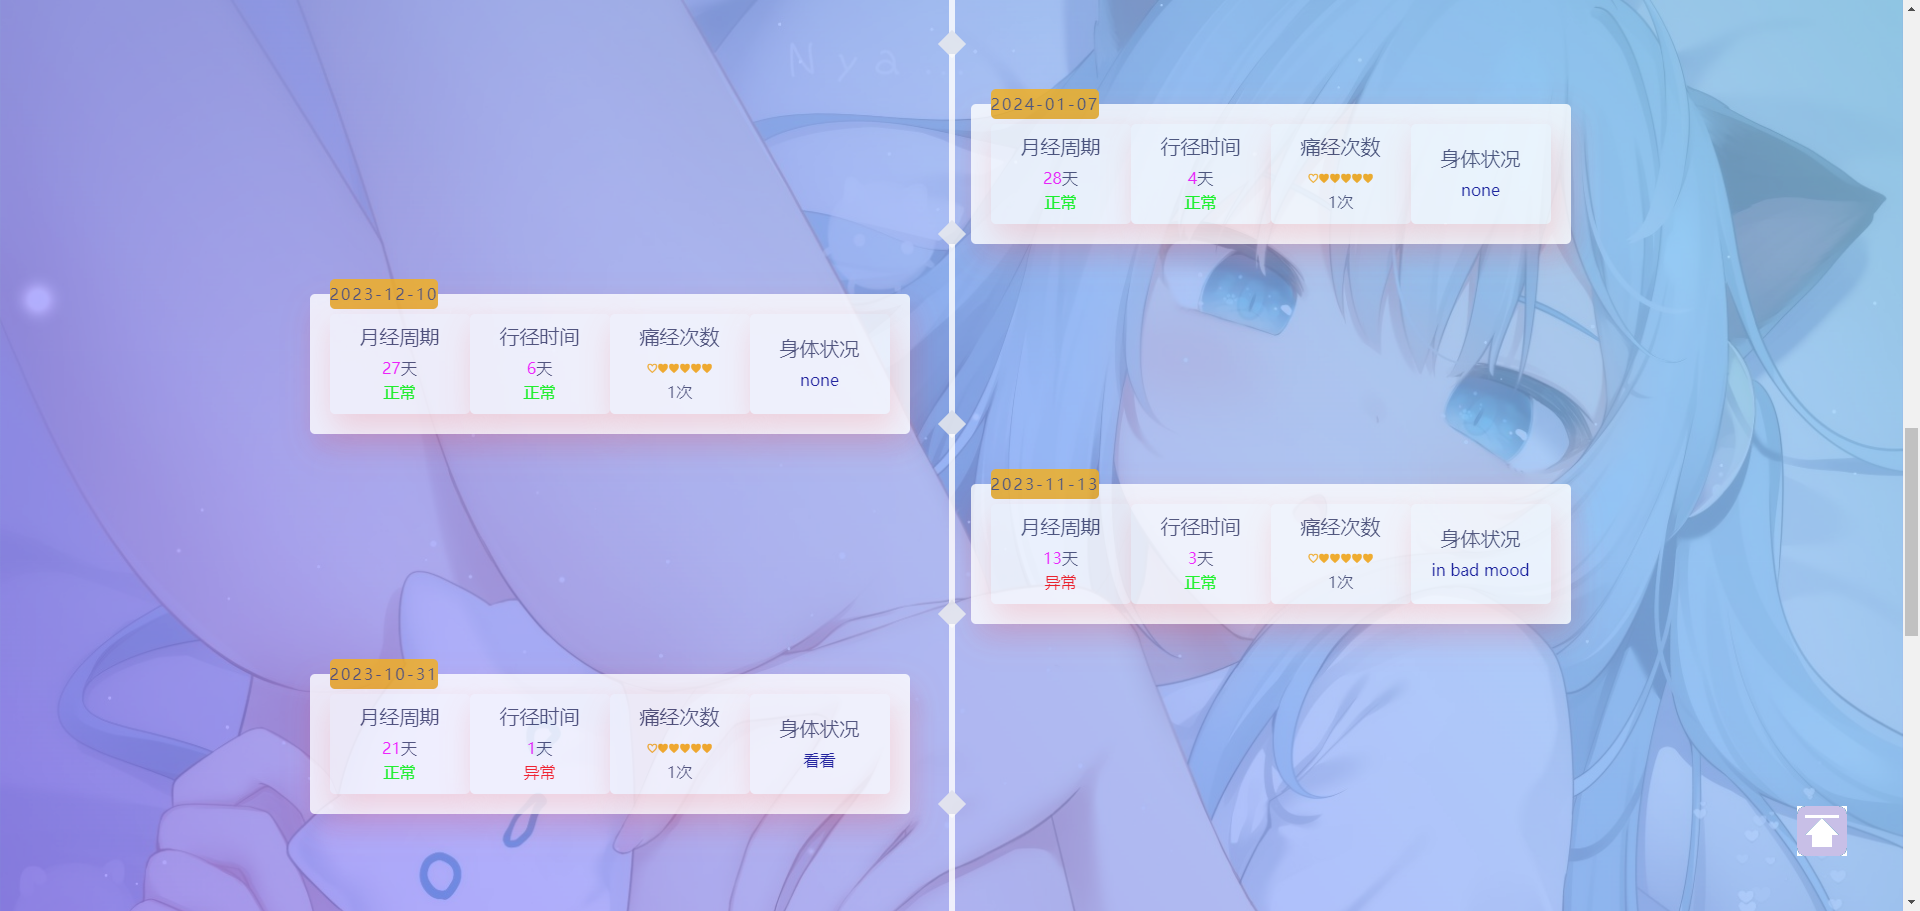 Nya...
2024-01-07
月经周期
28天
正常
行径时间
4天
正常
痛经次数
1次
身体状况
none
2023-12-10
月经周期
27天
正常
行径时间
6天
正常
痛经次数
1次
身体状况
none
2023-11-13
月经周期
13天
异常
行径时间
3天
正常
痛经次数
1次
身体状况
in bad mood
2023-10-31
月经周期
21天
正常
行径时间
1天
异常
痛经次数
1次
身体状况
看看